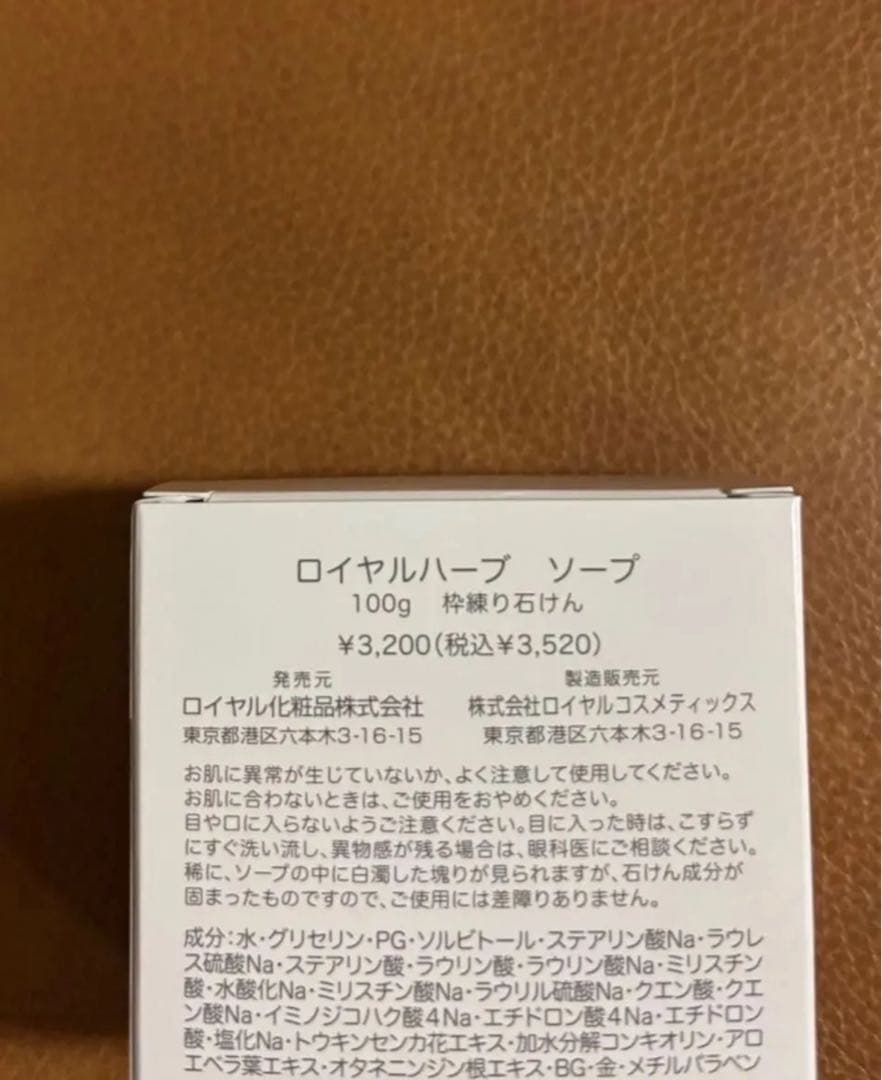 ロイヤルハーブ ソープ
100g 枠練り石けん
¥3,200(税込¥3,520)
発売元 製造販売元
ロイヤル化粧品株式会社 株式会社ロイヤルコスメティックス
東京都港区六本木3-16-15 東京都港区六本木3-16-15
お肌に異常が生じていないか、よく注意して使用してください。
お肌に合わないときは、ご使用をおやめください。
目や口に入らないようご注意ください。目に入った時は、こすらず
にすぐ洗い流し、異物感が残る場合は、眼科医にご相談ください。
稀に、ソープの中に白濁した塊りが見られますが、石けん成分が
固まったものですので、ご使用には差障りありません。
成分：水・グリセリン・PG・ソルビトール・ステアリン酸Na・ラウレ
ス硫酸Na・ステアリン酸・ラウリン酸・ラウリン酸Na・ミリスチン
酸・水酸化Na・ミリスチン酸Na・ラウリル硫酸Na・クエン酸・クエ
ン酸Na・イミノジコハク酸4Na・エチドロン酸4Na・エチドロン
酸・塩化Na・トウキンセンカ花エキス・加水分解コンキオリン・アロ
エベラ葉エキス・オタネニンジン根エキス・BG・金・メチルパラベン